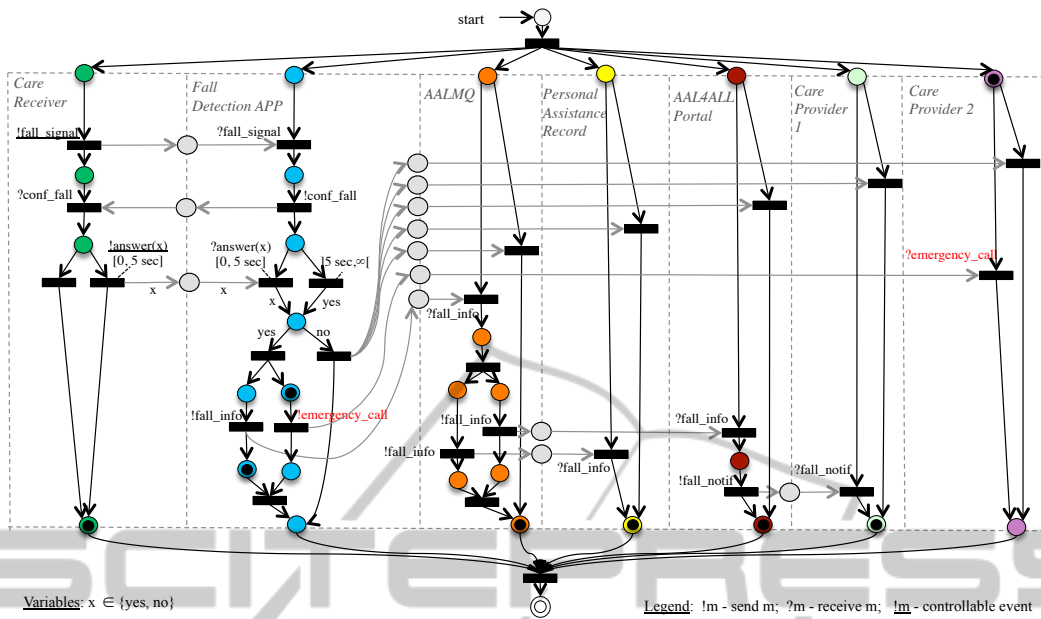 start
Care
Receiver
Fall
Detection APP
AALMQ
Personal
Assistance
Record
AAL4ALL
Portal
Care
Provider
1
Care
Provider 2
!fall_signal
?fall_signal
?conf_fall
!conf_fall
!answer(x)
[0, 5 sec]
?answer(x)
[0, 5 sec]
]5 sec,∞[
x
x
x
yes
yes
no
?emergency_call
?fall_info
!fall_info
!emergency_call
!fall_info
!fall_info
?fall_info
?fall_info
!fall_notif
?fall_notif
SCITEPRESS
Variables: x ∈ {yes, no}
Legend: !m - send m; ?m - receive m; !m - controllable event